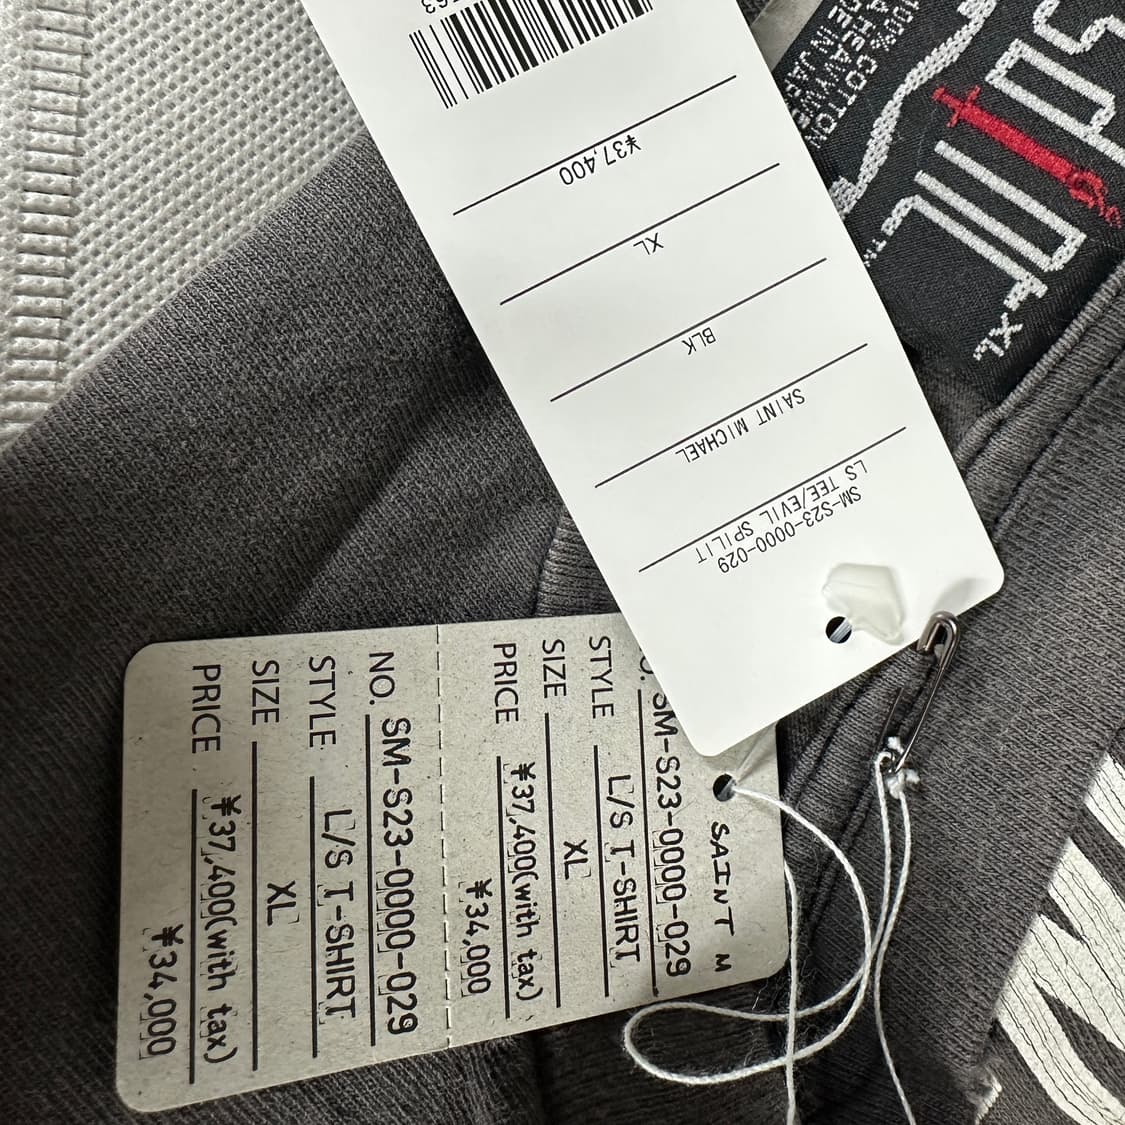 ¥37,400
XL
BLK
SAINT MICHAEL
SM-S23-0000-029
LS TEE/EVIL SPILIT
SAINT M
SM-S23-0000-029
STYLE L/S T-SHIRT
SIZE XL
PRICE ¥37,400(with tax)
¥34,000
NO. SM-S23-0000-029
STYLE L/S T-SHIRT
SIZE XL
PRICE ¥37,400(with tax)
¥34,000
100% COTTON
XL